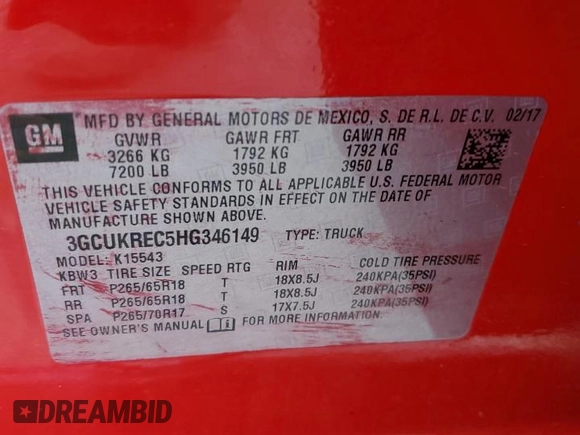 GM
MFD BY GENERAL MOTORS DE MEXICO, S. DE R.L. DE C.V. 02/17
GVWR GAWR FRT GAWR RR
3266 KG 1792 KG 1792 KG
7200 LB 3950 LB 3950 LB
THIS VEHICLE CONFORMS TO ALL APPLICABLE U.S. FEDERAL MOTOR
VEHICLE SAFETY STANDARDS IN EFFECT ON THE DATE OF
MANUFACTURE SHOWN ABOVE.
3GCUKREC5HG346149 TYPE: TRUCK
MODEL: K15543
KBW3 TIRE SIZE SPEED RTG RIM COLD TIRE PRESSURE
FRT P265/65R18 T 18X8.5J 240KPA(35PSI)
RR P265/65R18 T 18X8.5J 240KPA(35PSI)
SPA P265/70R17 S 17X7.5J 240KPA(35PSI)
SEE OWNER'S MANUAL FOR MORE INFORMATION.
DREAMBID